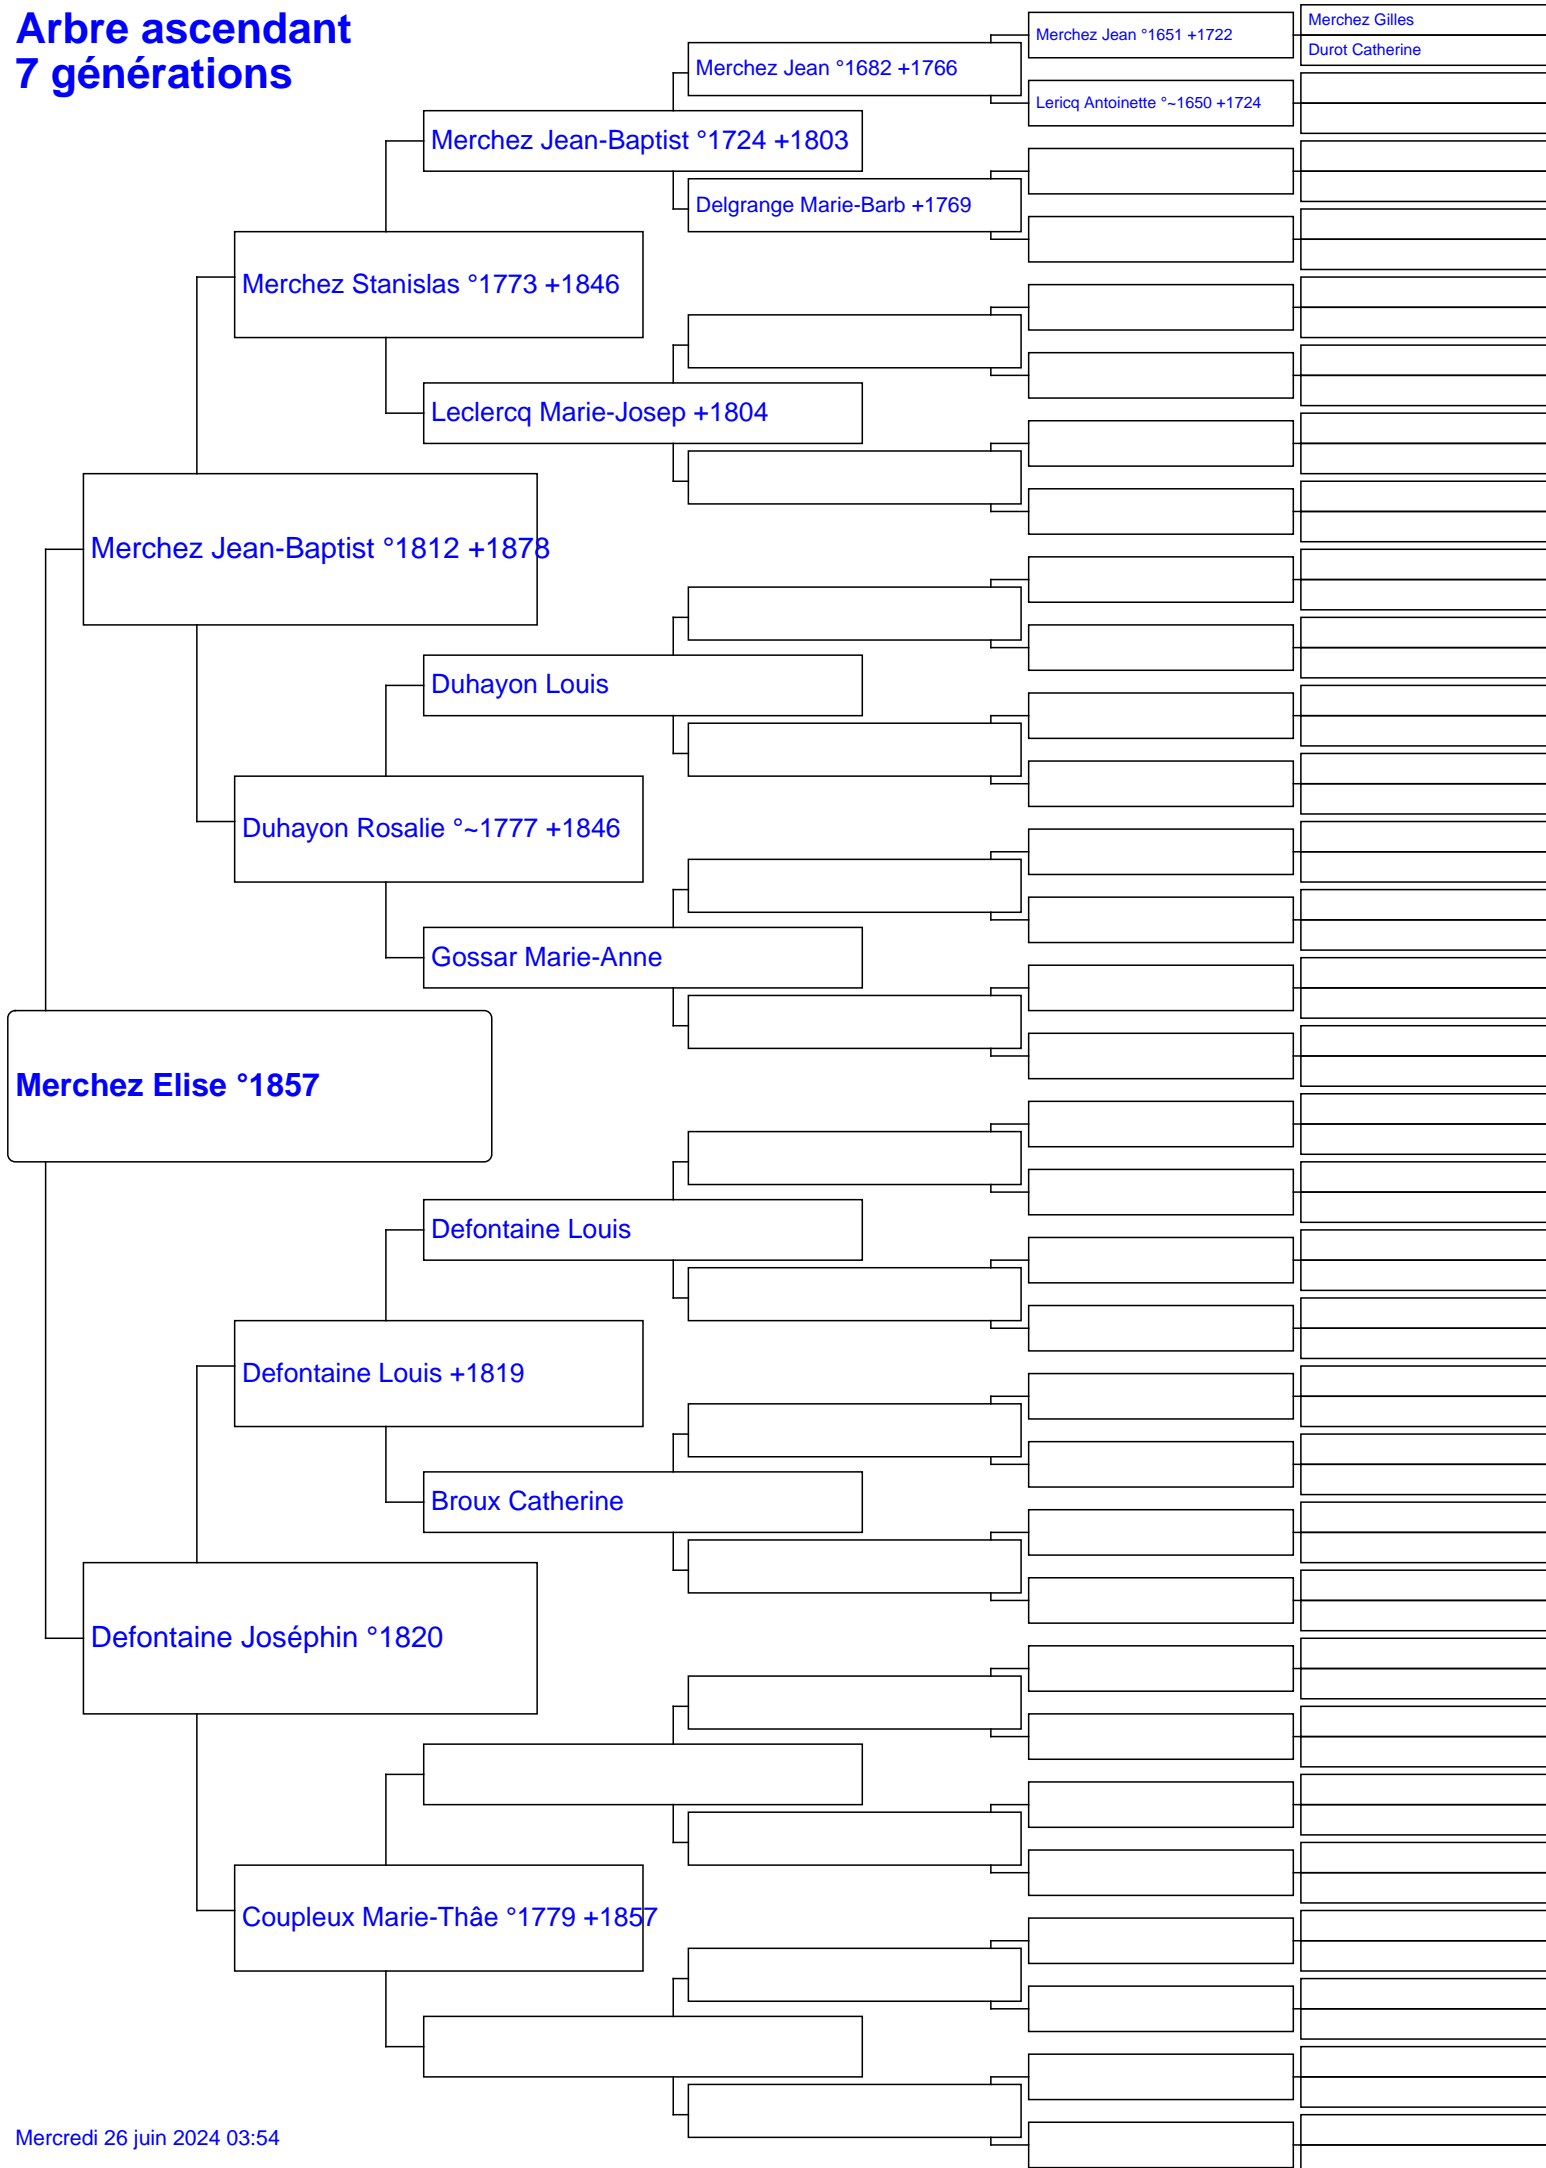 Arbre ascendant
7 générations
Merchez Gilles
Durot Catherine
Merchez Jean °1651 +1722
Merchez Jean °1682 +1766
Lericq Antoinette °~1650 +1724
Merchez Jean-Baptist °1724 +1803
Delgrange Marie-Barb +1769
Merchez Stanislas °1773 +1846
Leclercq Marie-Josep +1804
Merchez Jean-Baptist °1812 +1878
Duhayon Louis
Duhayon Rosalie °~1777 +1846
Gossar Marie-Anne
Merchez Elise °1857
Defontaine Louis
Defontaine Louis +1819
Broux Catherine
Defontaine Joséphin °1820
Coupleux Marie-Thâe °1779 +1857
Mercredi 26 juin 2024 03:54